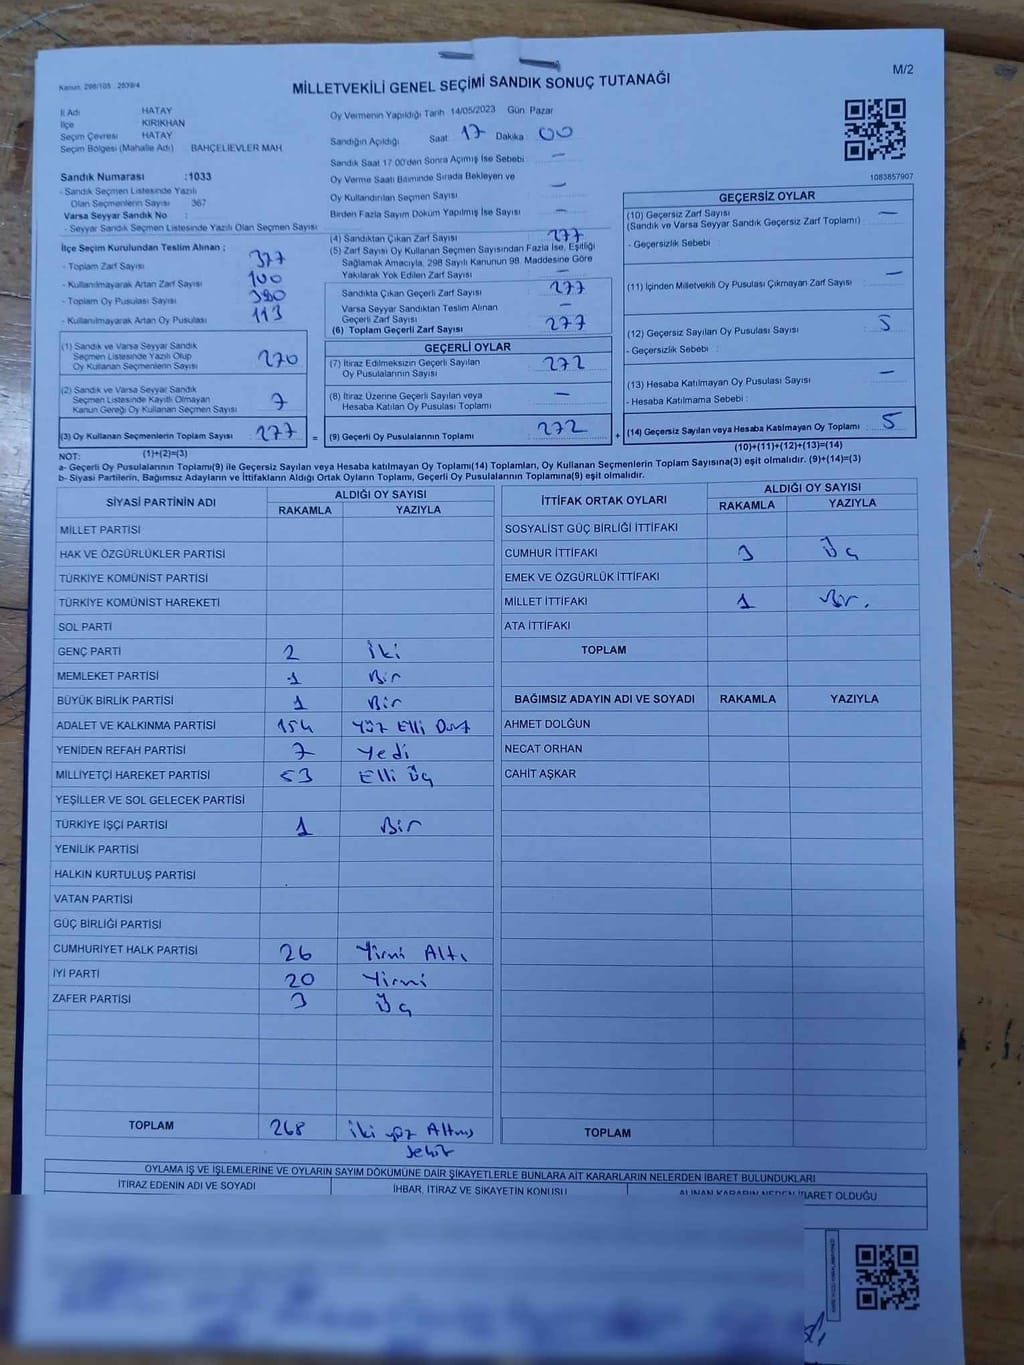 Kanun: 298/105 2839/4
MİLLETVEKİLİ GENEL SEÇİMİ SANDIK SONUÇ TUTANAĞI
M/2
İl Adı HATAY
İlçe KIRIKHAN
Seçim Çevresi HATAY
Seçim Bölgesi (Mahalle Adı) BAHÇELİEVLER MAH
Sandık Numarası :1033
- Sandık Seçmen Listesinde Yazılı
Olan Seçmenlerin Sayısı 367
Varsa Seyyar Sandık No :
- Seyyar Sandık Seçmen Listesinde Yazılı Olan Seçmen Sayısı
İlçe Seçim Kurulundan Teslim Alınan ;
- Toplam Zarf Sayısı 377
- Kullanılmayarak Artan Zarf Sayısı 100
- Toplam Oy Pusulası Sayısı 390
- Kullanılmayarak Artan Oy Pusulası 113
(1) Sandık ve Varsa Seyyar Sandık
Seçmen Listesinde Yazılı Olup
Oy Kullanan Seçmenlerin Sayısı 270
(2) Sandık ve Varsa Seyyar Sandık
Seçmen Listesinde Kayıtlı Olmayan
Kanun Gereği Oy Kullanan Seçmen Sayısı 7
(3) Oy Kullanan Seçmenlerin Toplam Sayısı : 277 =
(1)+(2)=(3)
Oy Vermenin Yapıldığı Tarih 14/05/2023 Gün Pazar
Sandığın Açıldığı Saat 17 Dakika 00
Sandık Saat 17.00'den Sonra Açımış İse Sebebi : —
Oy Verme Saati Bitiminde Sırada Bekleyen ve
Oy Kullandırılan Seçmen Sayısı : —
Birden Fazla Sayım Döküm Yapılmış İse Sayısı : —
(4) Sandıktan Çıkan Zarf Sayısı : 277
(5) Zarf Sayısı Oy Kullanan Seçmen Sayısından Fazla İse, Eşitliği
Sağlamak Amacıyla, 298 Sayılı Kanunun 98. Maddesine Göre
Yakılarak Yok Edilen Zarf Sayısı : —
Sandıkta Çıkan Geçerli Zarf Sayısı : 277
Varsa Seyyar Sandıktan Teslim Alınan
Geçerli Zarf Sayısı : —
(6) Toplam Geçerli Zarf Sayısı : 277
GEÇERLİ OYLAR
(7) İtiraz Edilmeksizin Geçerli Sayılan
Oy Pusulalarının Sayısı : 272
(8) İtiraz Üzerine Geçerli Sayılan veya
Hesaba Katılan Oy Pusulası Toplamı : —
(9) Geçerli Oy Pusulalarının Toplamı : 272 +
1083857907
GEÇERSİZ OYLAR
(10) Geçersiz Zarf Sayısı : —
(Sandık ve Varsa Seyyar Sandık Geçersiz Zarf Toplamı)
- Geçersizlik Sebebi :
(11) İçinden Milletvekili Oy Pusulası Çıkmayan Zarf Sayısı : —
(12) Geçersiz Sayılan Oy Pusulası Sayısı : 5
- Geçersizlik Sebebi :
(13) Hesaba Katılmayan Oy Pusulası Sayısı : —
- Hesaba Katılmama Sebebi :
(14) Geçersiz Sayılan veya Hesaba Katılmayan Oy Toplamı : 5
(10)+(11)+(12)+(13)=(14)
NOT:
a- Geçerli Oy Pusulalarının Toplamı(9) ile Geçersiz Sayılan veya Hesaba katılmayan Oy Toplamı(14) Toplamları, Oy Kullanan Seçmenlerin Toplam Sayısına(3) eşit olmalıdır. (9)+(14)=(3)
b- Siyasi Partilerin, Bağımsız Adayların ve İttifakların Aldığı Ortak Oyların Toplamı, Geçerli Oy Pusulalarının Toplamına(9) eşit olmalıdır.
SİYASİ PARTİNİN ADI ALDIĞI OY SAYISI
RAKAMLA YAZIYLA
MİLLET PARTİSİ
HAK VE ÖZGÜRLÜKLER PARTİSİ
TÜRKİYE KOMÜNİST PARTİSİ
TÜRKİYE KOMÜNİST HAREKETİ
SOL PARTİ
GENÇ PARTİ 2 İki
MEMLEKET PARTİSİ 1 Bir
BÜYÜK BİRLİK PARTİSİ 1 Bir
ADALET VE KALKINMA PARTİSİ 154 Yüz Elli Dört
YENİDEN REFAH PARTİSİ 7 Yedi
MİLLİYETÇİ HAREKET PARTİSİ 53 Elli Üç
YEŞİLLER VE SOL GELECEK PARTİSİ
TÜRKİYE İŞÇİ PARTİSİ 1 Bir
YENİLİK PARTİSİ
HALKIN KURTULUŞ PARTİSİ
VATAN PARTİSİ
GÜÇ BİRLİĞİ PARTİSİ
CUMHURİYET HALK PARTİSİ 26 Yirmi Altı
İYİ PARTİ 20 Yirmi
ZAFER PARTİSİ 3 Üç
TOPLAM 268 İki yüz Altmış
Sekiz
İTTİFAK ORTAK OYLARI ALDIĞI OY SAYISI
RAKAMLA YAZIYLA
SOSYALİST GÜÇ BİRLİĞİ İTTİFAKI
CUMHUR İTTİFAKI 3 Üç
EMEK VE ÖZGÜRLÜK İTTİFAKI
MİLLET İTTİFAKI 1 Bir.
ATA İTTİFAKI
TOPLAM
BAĞIMSIZ ADAYIN ADI VE SOYADI RAKAMLA YAZIYLA
AHMET DOLĞUN
NECAT ORHAN
CAHİT AŞKAR
TOPLAM
OYLAMA İŞ VE İŞLEMLERİNE VE OYLARIN SAYIM DÖKÜMÜNE DAİR ŞİKAYETLERLE BUNLARA AİT KARARLARIN NELERDEN İBARET BULUNDUKLARI
İTİRAZ EDENİN ADI VE SOYADI İHBAR, İTİRAZ VE ŞİKAYETİN KONUSU ALINAN KARARIN NEDEN İBARET OLDUĞU